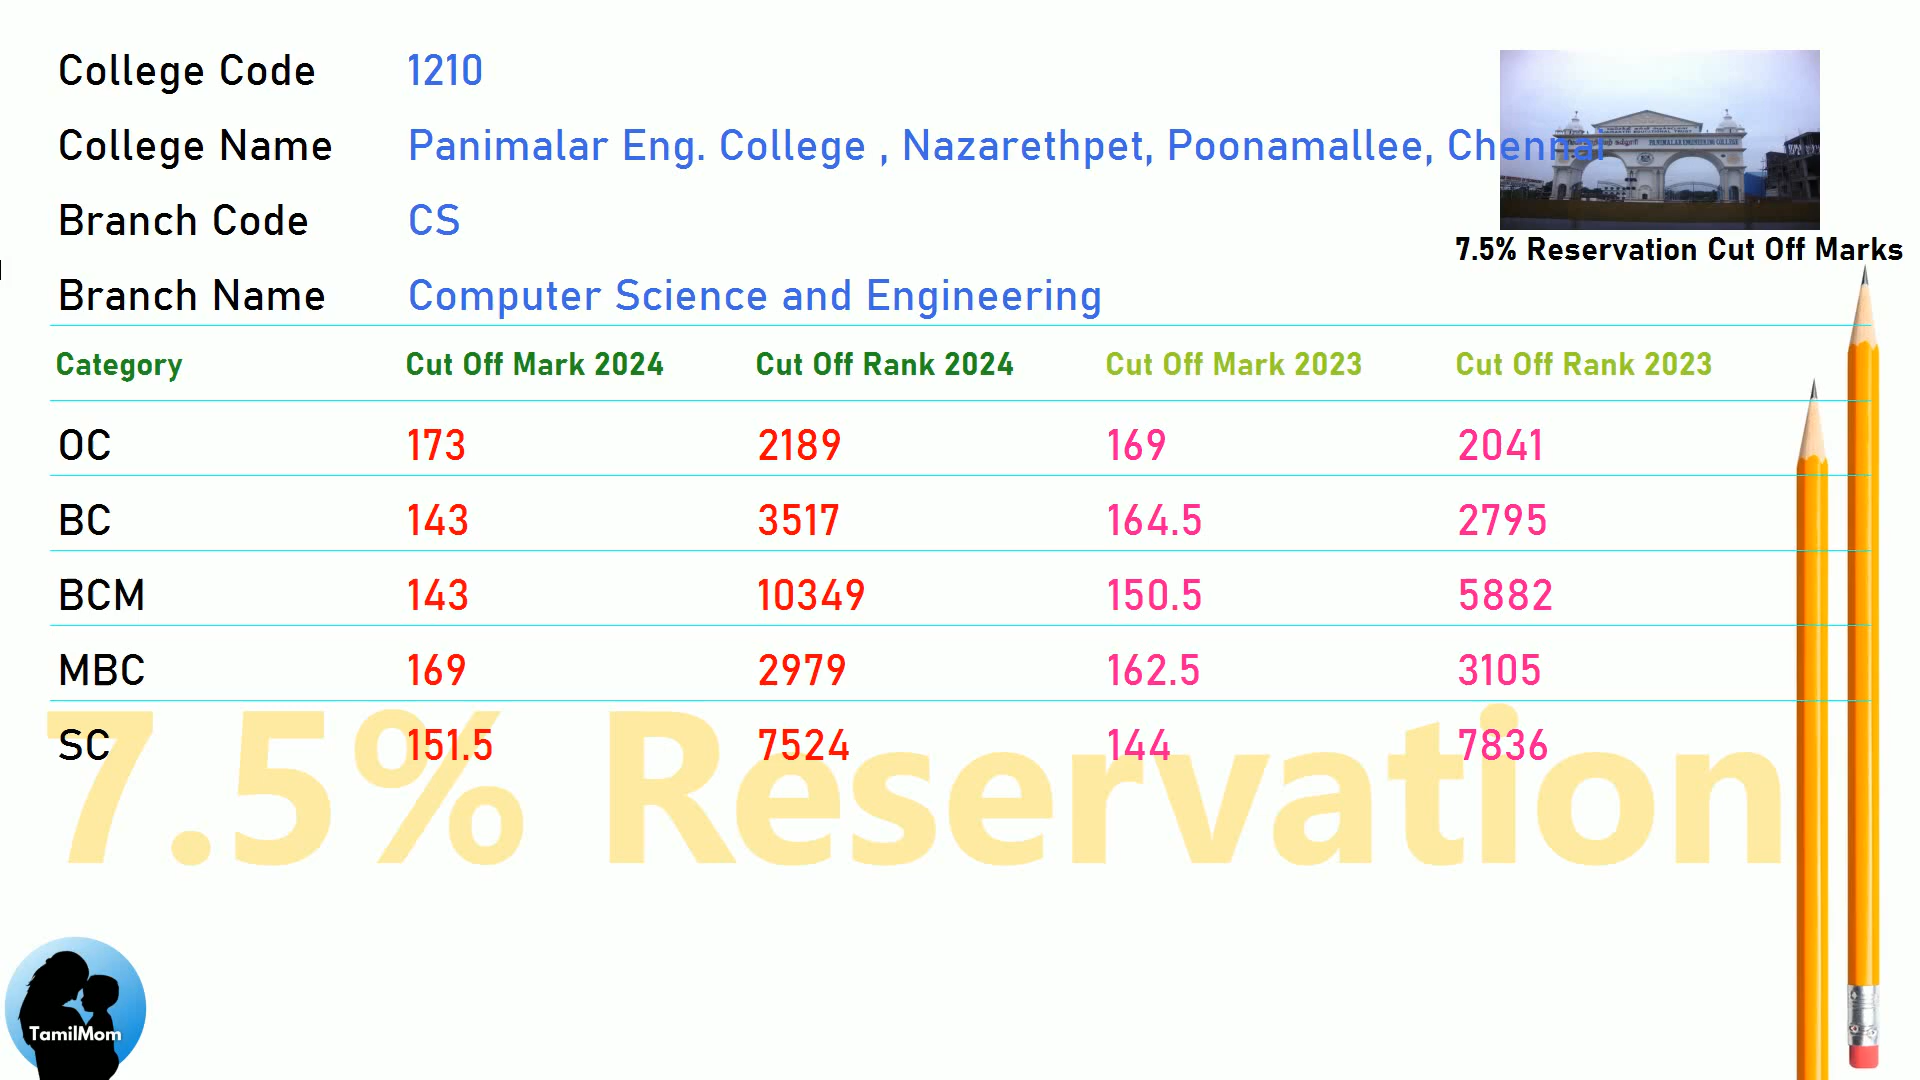 College Code 1210
College Name Panimalar Eng. College , Nazarethpet, Poonamallee, Chennai
PANIMALAR ENGINEERING COLLEGE
Branch Code CS
7.5% Reservation Cut Off Marks
Branch Name Computer Science and Engineering
Category Cut Off Mark 2024 Cut Off Rank 2024 Cut Off Mark 2023 Cut Off Rank 2023
OC 173 2189 169 2041
BC 143 3517 164.5 2795
BCM 143 10349 150.5 5882
MBC 169 2979 162.5 3105
SC 151.5 7524 144 7836
7.5% Reservation
TamilMom